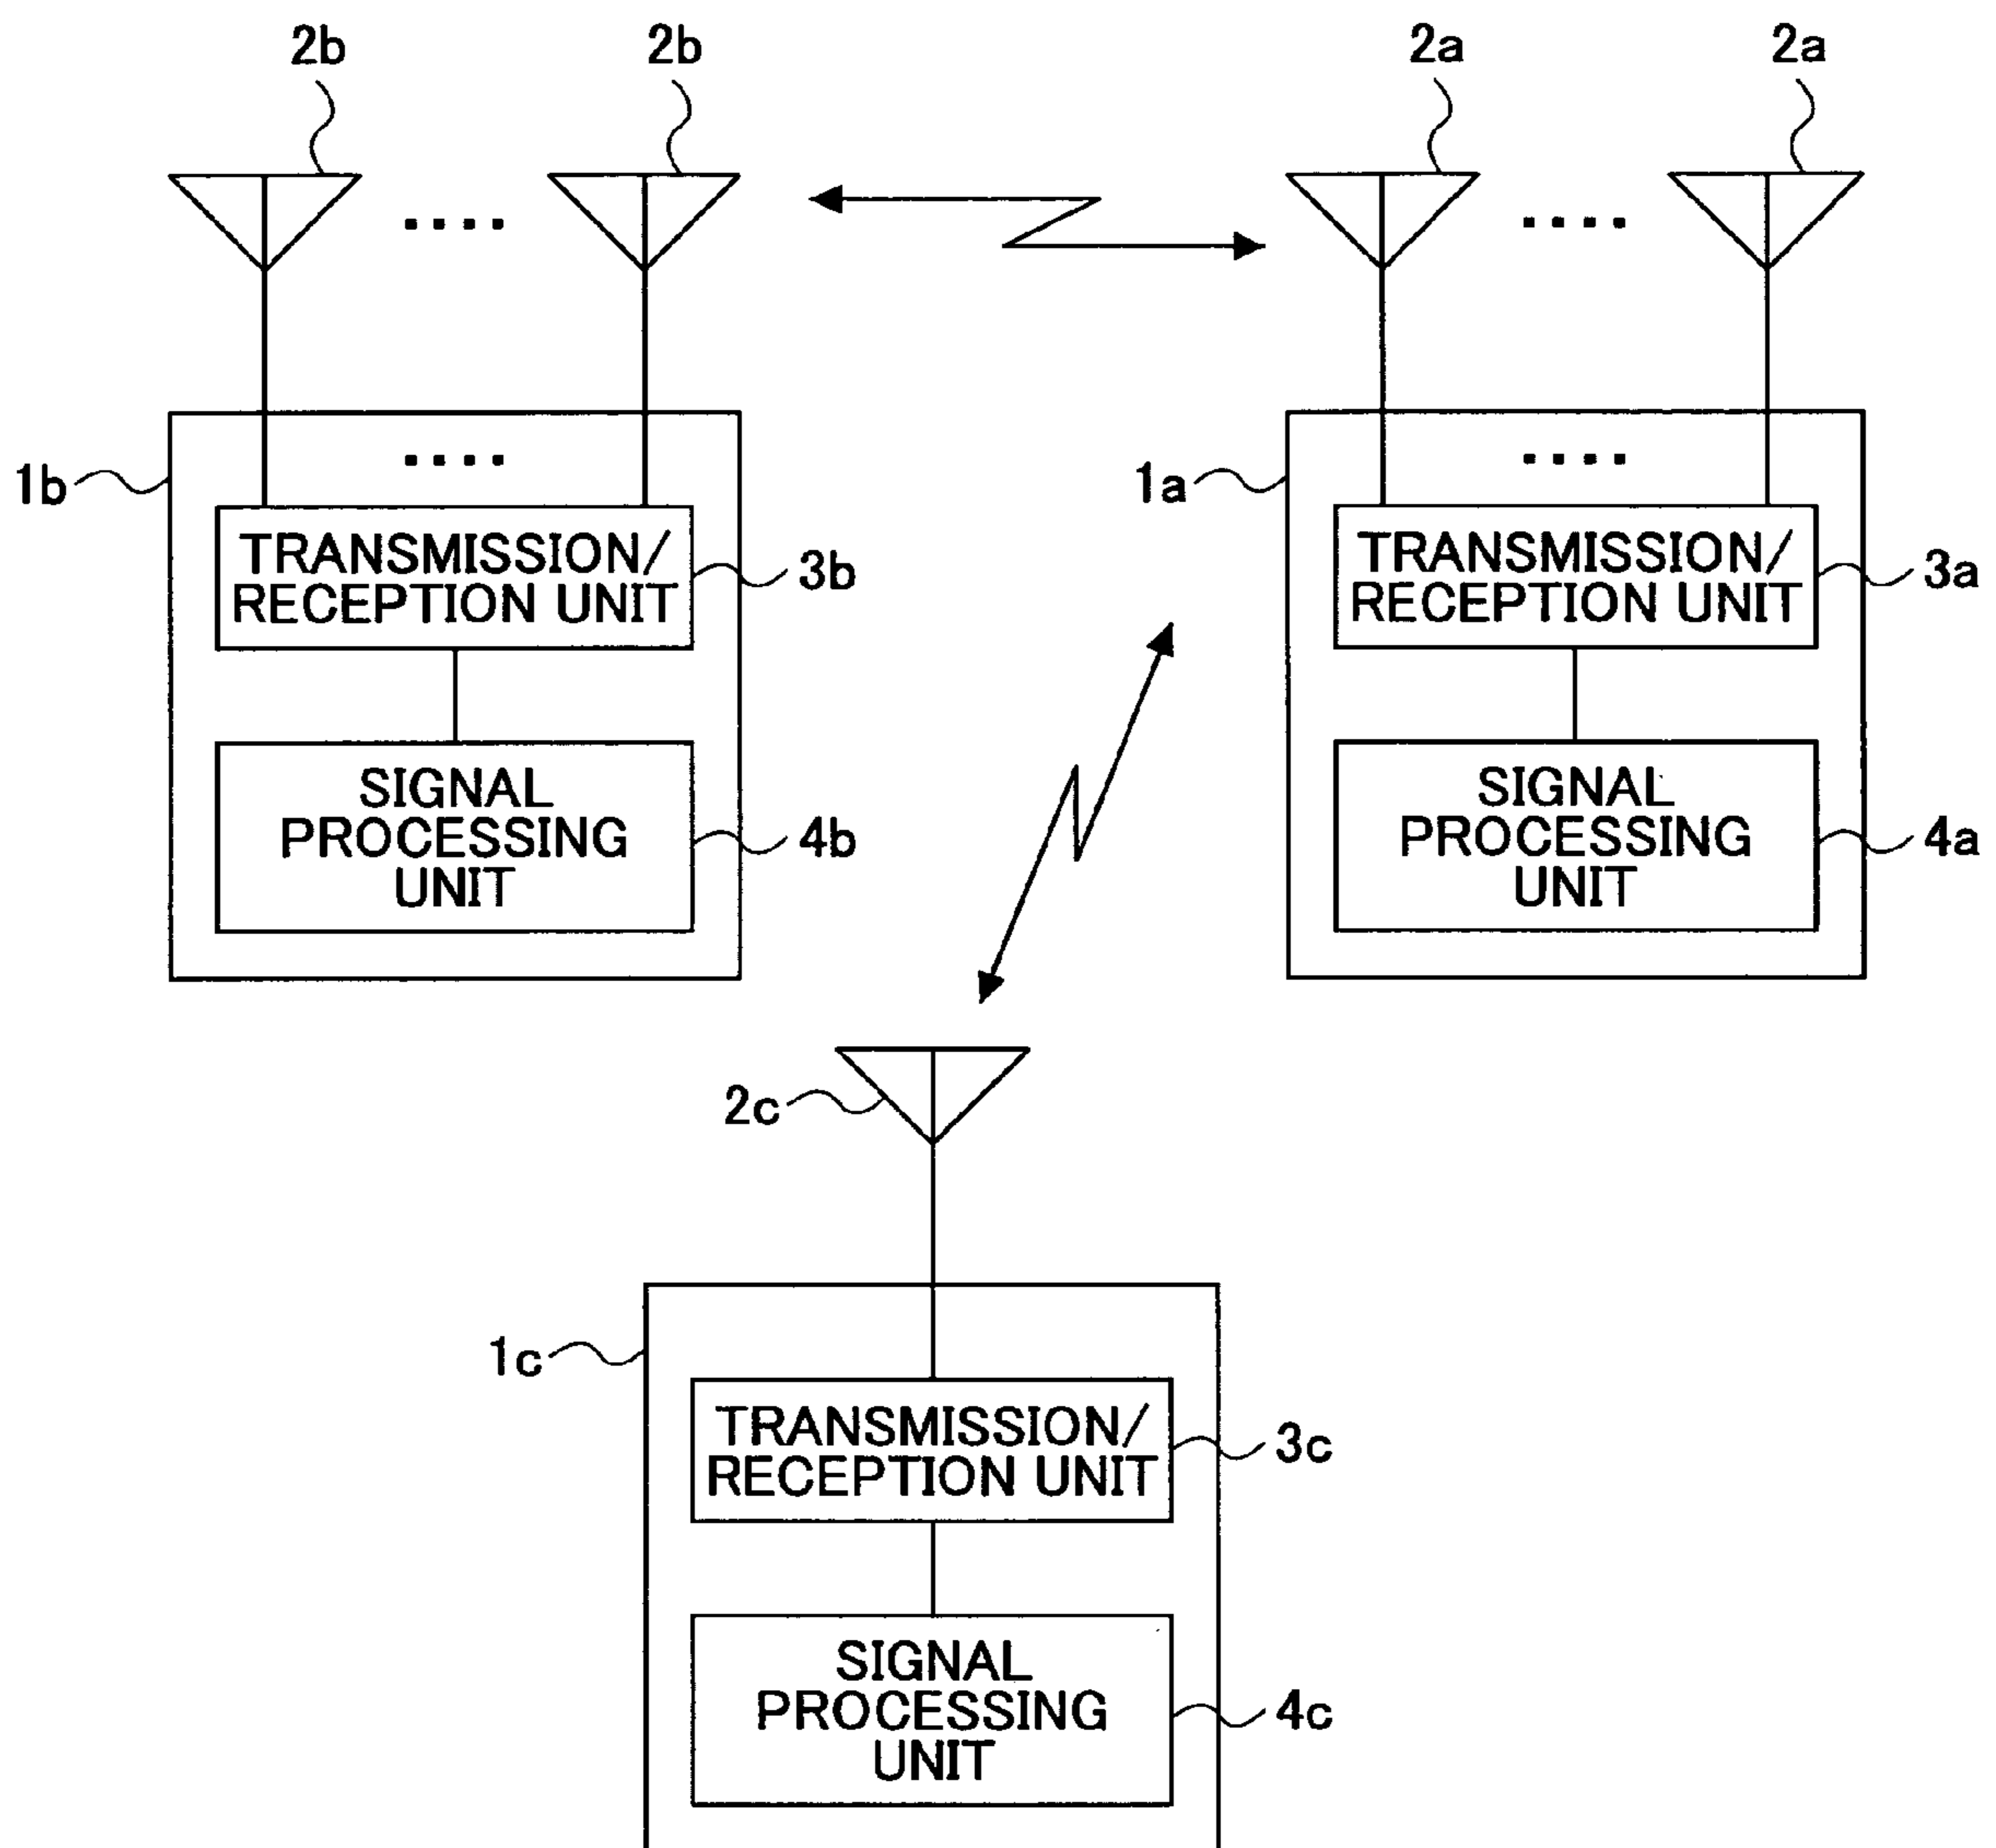 2b
2b
2a
2a
1b
1a
TRANSMISSION/
RECEPTION UNIT
3b
TRANSMISSION/
RECEPTION UNIT
3a
SIGNAL
PROCESSING
UNIT
4b
SIGNAL
PROCESSING
UNIT
4a
2c
1c
TRANSMISSION/
RECEPTION UNIT
3c
SIGNAL
PROCESSING
UNIT
4c